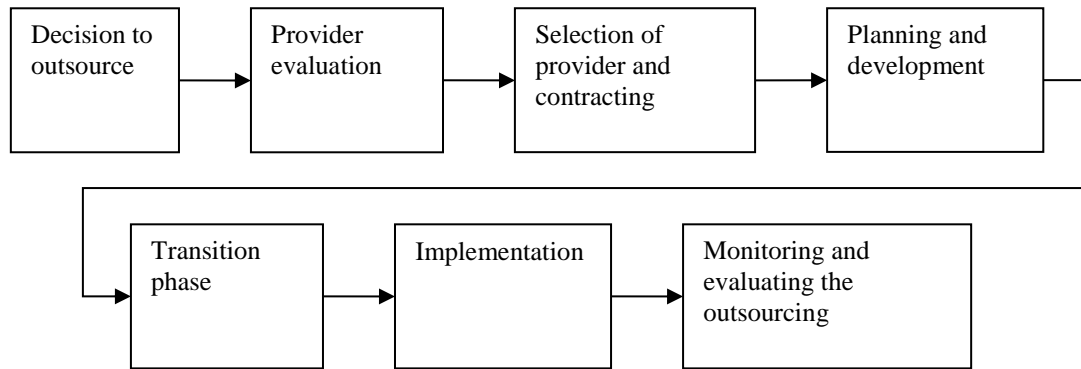 Decision to
outsource
Provider
evaluation
Selection of
provider and
contracting
Planning and
development
Transition
phase
Implementation
Monitoring and
evaluating the
outsourcing